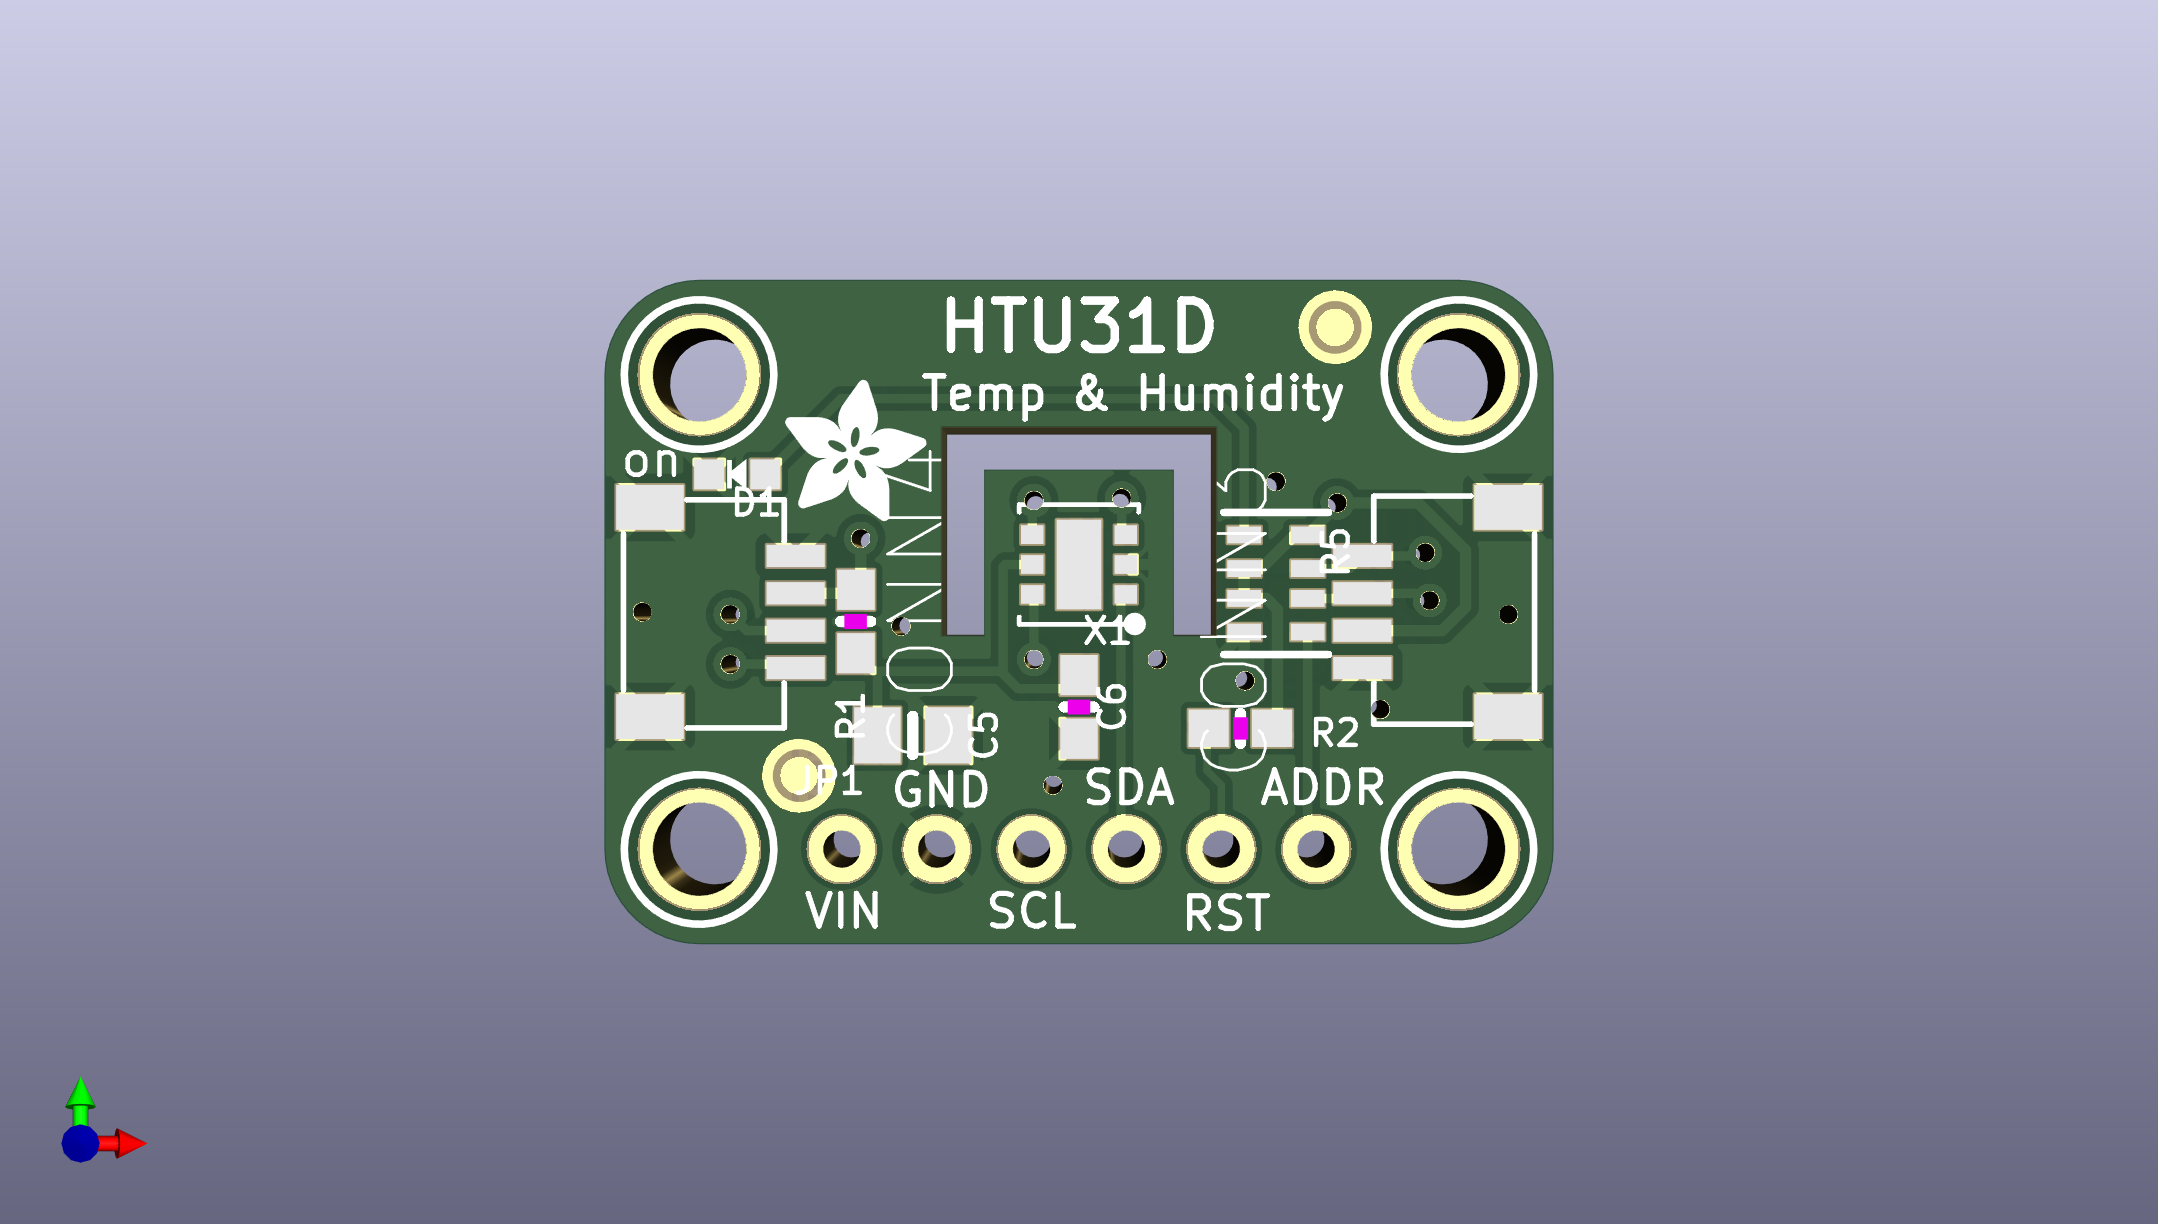 HTU31D
Temp & Humidity
on
D1
R5
X1
C6
R1
C5
R2
JP1
GND
SDA
ADDR
VIN
SCL
RST